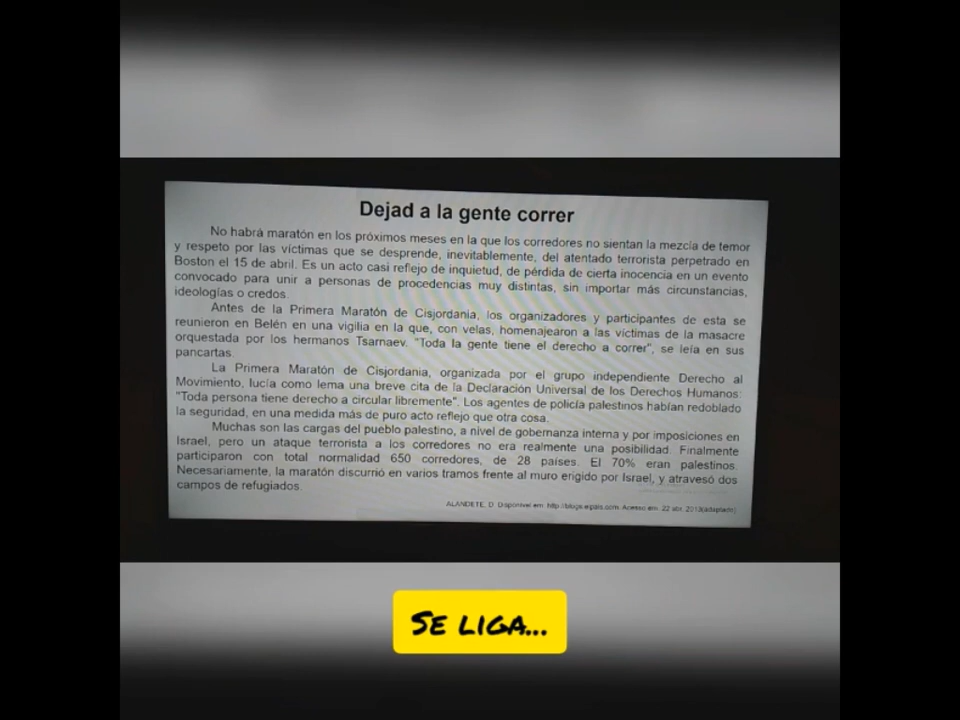 Dejad a la gente correr
No habrá maratón en los próximos meses en la que los corredores no sientan la mezcla de temor
y respeto por las víctimas que se desprende, inevitablemente, del atentado terrorista perpetrado en
Boston el 15 de abril. Es un acto casi reflejo de inquietud, de pérdida de cierta inocencia en un evento
convocado para unir a personas de procedencias muy distintas, sin importar más circunstancias,
ideologías o credos.
Antes de la Primera Maratón de Cisjordania, los organizadores y participantes de esta se
reunieron en Belén en una vigilia en la que, con velas, homenajearon a las víctimas de la masacre
orquestada por los hermanos Tsarnaev. "Toda la gente tiene el derecho a correr", se leía en sus
pancartas.
La Primera Maratón de Cisjordania, organizada por el grupo independiente Derecho al
Movimiento, lucía como lema una breve cita de la Declaración Universal de los Derechos Humanos:
"Toda persona tiene derecho a circular libremente". Los agentes de policía palestinos habían redoblado
la seguridad, en una medida más de puro acto reflejo que otra cosa.
Muchas son las cargas del pueblo palestino, a nivel de gobernanza interna y por imposiciones en
Israel, pero un ataque terrorista a los corredores no era realmente una posibilidad. Finalmente
participaron con total normalidad 650 corredores, de 28 países. El 70% eran palestinos.
Necesariamente, la maratón discurrió en varios tramos frente al muro erigido por Israel, y atravesó dos
campos de refugiados.
ALANDETE, D. Disponível em: http://blogs.elpais.com. Acesso em: 22 abr. 2013(adaptado)
SE LIGA...